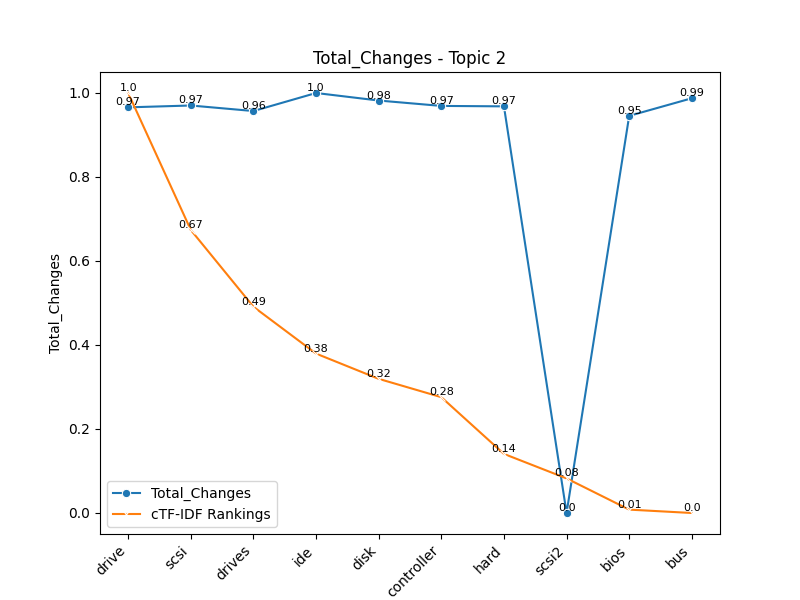 Total_Changes - Topic 2
Total_Changes
1.0
0.8
0.6
0.4
0.2
0.0
1.0
0.97
0.97
0.96
1.0
0.98
0.97
0.97
0.95
0.99
0.67
0.49
0.38
0.32
0.28
0.14
0.08
0.0
0.01
0.0
Total_Changes
cTF-IDF Rankings
drive
scsi
drives
ide
disk
controller
hard
scsi2
bios
bus